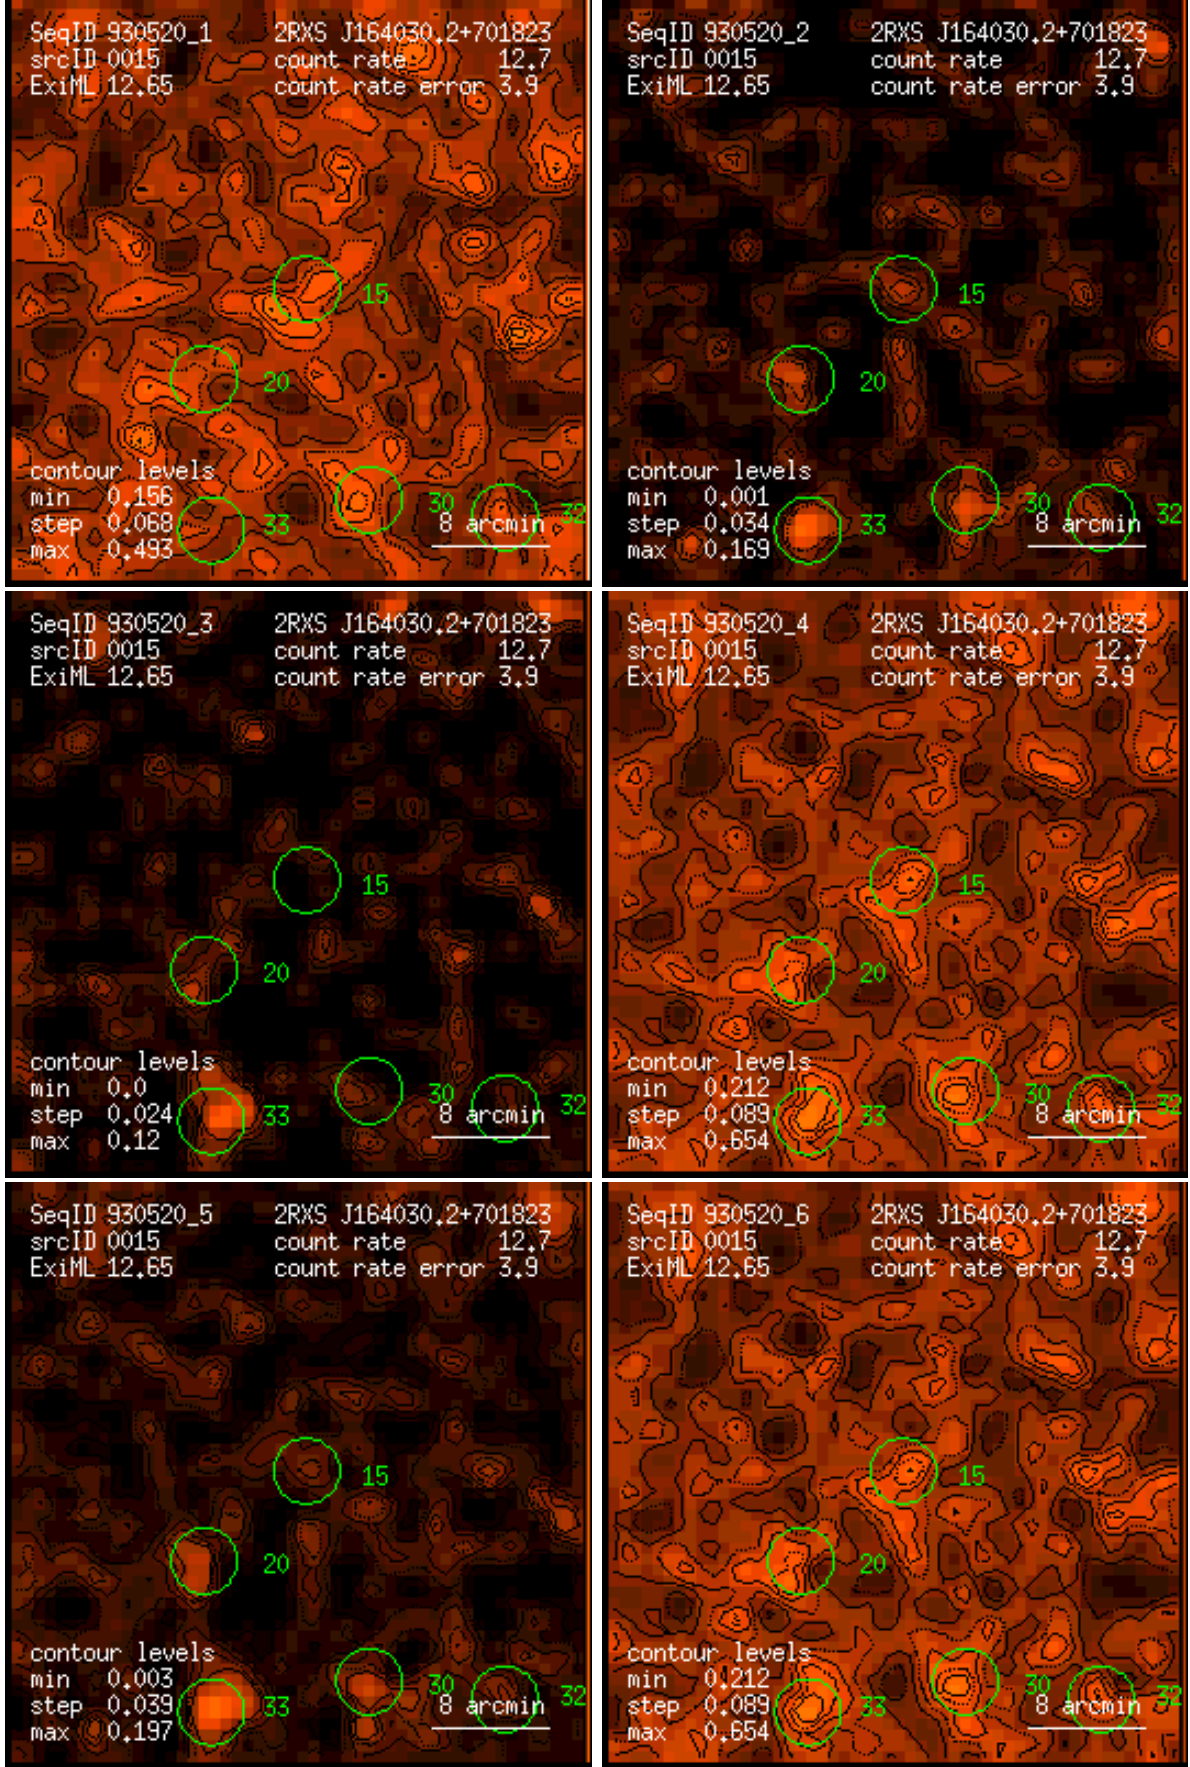 SeqID 930520_1 2RXS J164030.2+701823
srcID 0015 count rate 12.7
ExiML 12.65 count rate error 3.9
15
20
contour levels
min 0.156
step 0.068
max 0.493
33
30
32
8 arcmin
SeqID 930520_2 2RXS J164030.2+701823
srcID 0015 count rate 12.7
ExiML 12.65 count rate error 3.9
15
20
contour levels
min 0.001
step 0.034
max 0.169
33
30
32
8 arcmin
SeqID 930520_3 2RXS J164030.2+701823
srcID 0015 count rate 12.7
ExiML 12.65 count rate error 3.9
15
20
contour levels
min 0.0
step 0.024
max 0.12
33
30
32
8 arcmin
SeqID 930520_4 2RXS J164030.2+701823
srcID 0015 count rate 12.7
ExiML 12.65 count rate error 3.9
15
20
contour levels
min 0.212
step 0.089
max 0.654
33
30
32
8 arcmin
SeqID 930520_5 2RXS J164030.2+701823
srcID 0015 count rate 12.7
ExiML 12.65 count rate error 3.9
15
20
contour levels
min 0.003
step 0.039
max 0.197
33
30
32
8 arcmin
SeqID 930520_6 2RXS J164030.2+701823
srcID 0015 count rate 12.7
ExiML 12.65 count rate error 3.9
15
20
contour levels
min 0.212
step 0.089
max 0.654
33
30
32
8 arcmin